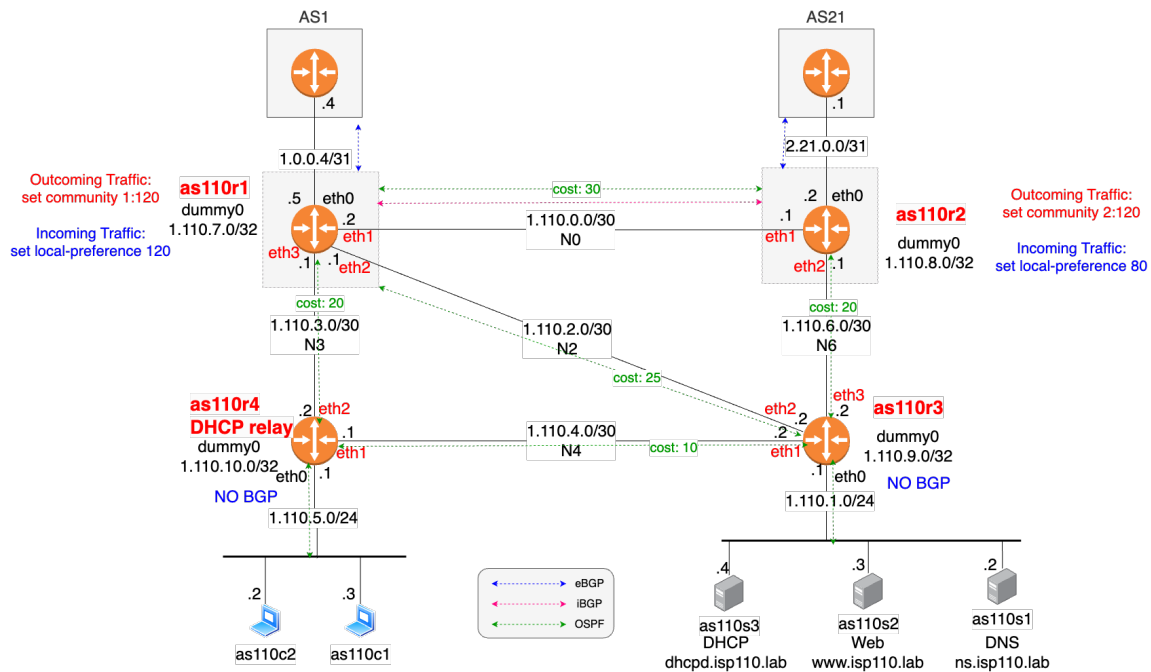 AS1
AS21
.4
.1
1.0.0.4/31
2.21.0.0/31
Outcoming Traffic:
set community 1:120
Incoming Traffic:
set local-preference 120
as110r1
dummy0
1.110.7.0/32
.5
eth0
.2
eth1
eth3
.1
.1
eth2
cost: 30
1.110.0.0/30
N0
.2
eth0
.1
eth1
eth2
.1
as110r2
dummy0
1.110.8.0/32
Outcoming Traffic:
set community 2:120
Incoming Traffic:
set local-preference 80
cost: 20
1.110.3.0/30
N3
1.110.2.0/30
N2
cost: 25
cost: 20
1.110.6.0/30
N6
as110r4
DHCP relay
dummy0
1.110.10.0/32
.2
eth2
.1
eth1
eth0
.1
NO BGP
1.110.4.0/30
N4
cost: 10
eth2
.2
.2
eth1
eth3
.2
.1
eth0
as110r3
dummy0
1.110.9.0/32
NO BGP
1.110.5.0/24
1.110.1.0/24
.2
.3
as110c2
as110c1
eBGP
iBGP
OSPF
.4
.3
.2
as110s3
DHCP
dhcpd.isp110.lab
as110s2
Web
www.isp110.lab
as110s1
DNS
ns.isp110.lab